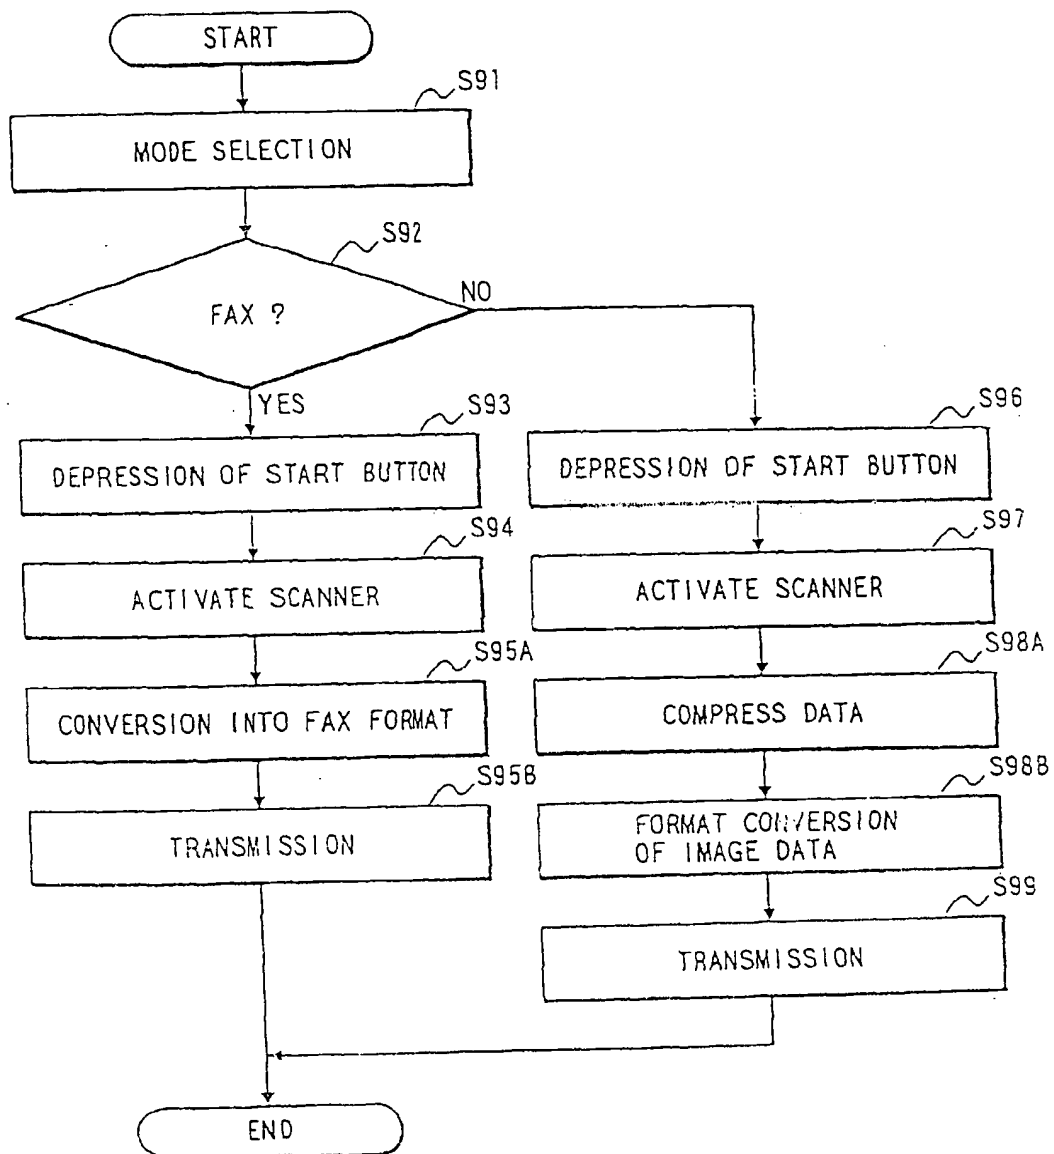 START
S91
MODE SELECTION
S92
FAX ?
NO
YES
S93
DEPRESSION OF START BUTTON
S94
ACTIVATE SCANNER
S95A
CONVERSION INTO FAX FORMAT
S95B
TRANSMISSION
S96
DEPRESSION OF START BUTTON
S97
ACTIVATE SCANNER
S98A
COMPRESS DATA
S98B
FORMAT CONVERSION
OF IMAGE DATA
S99
TRANSMISSION
END